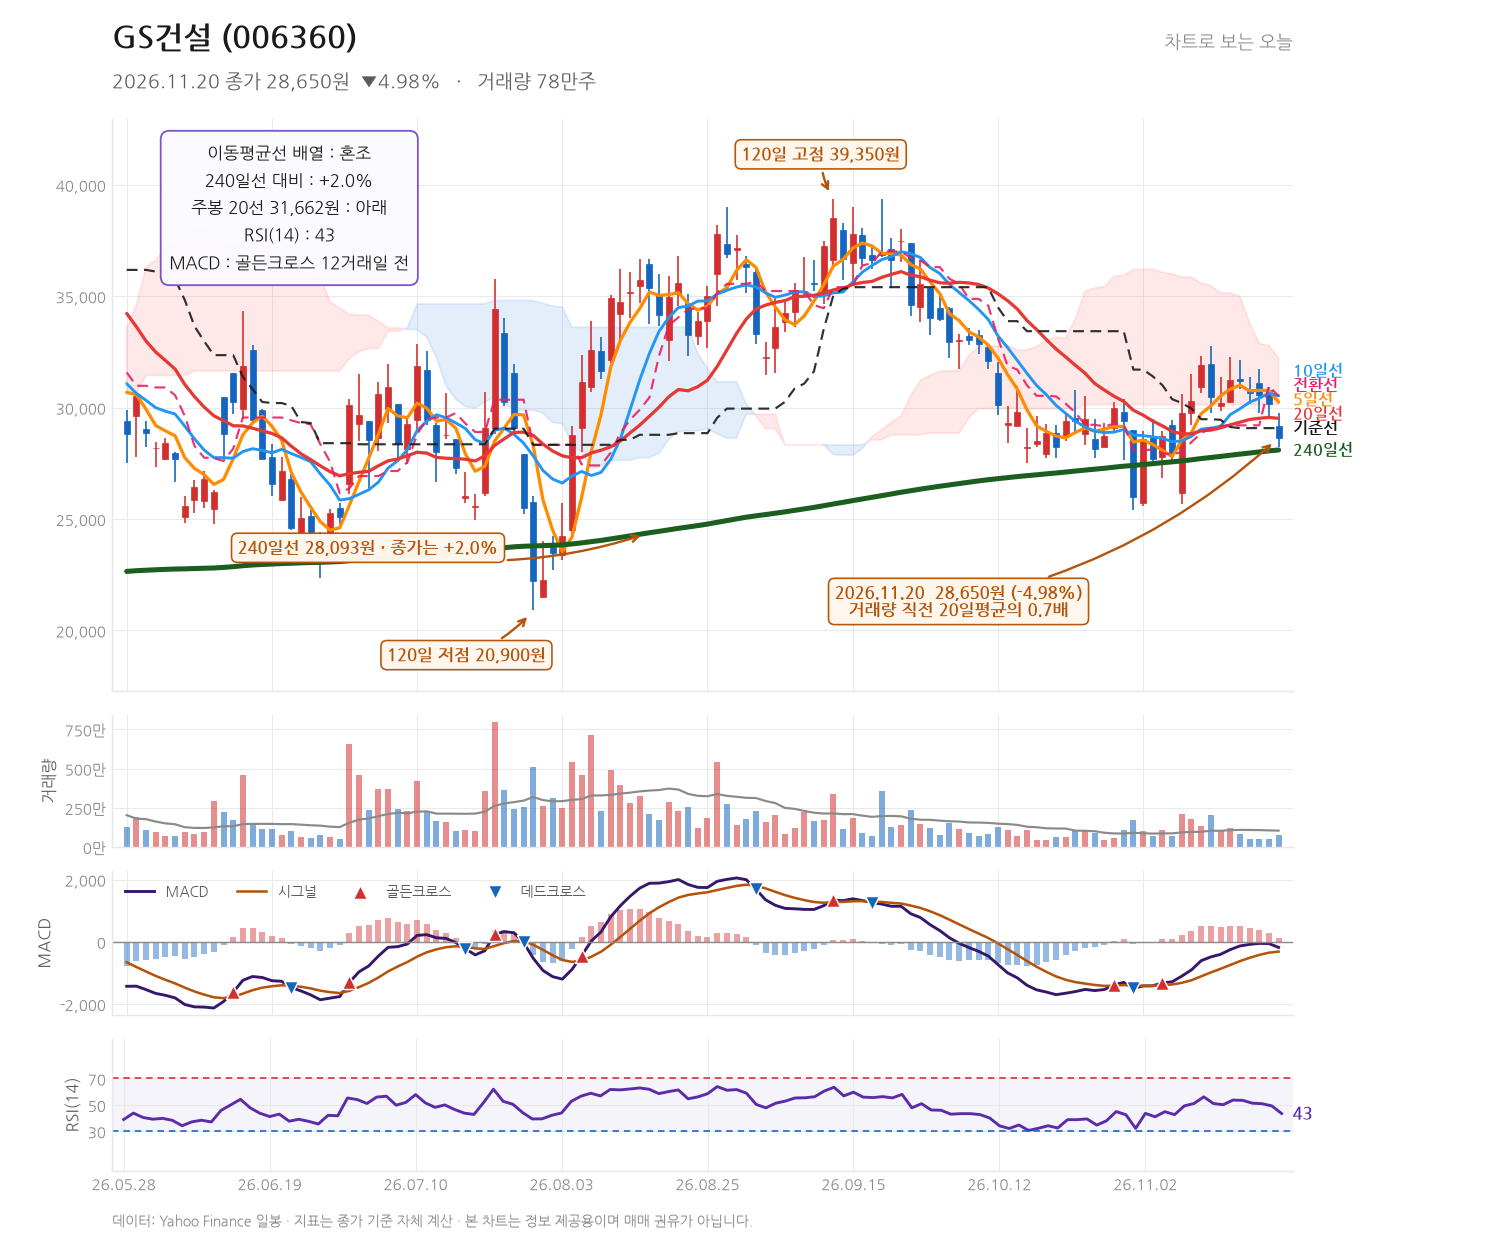 GS건설 (006360)
차트로 보는 오늘
2026.11.20 종가 28,650원 ▼4.98% · 거래량 78만주
이동평균선 배열 : 혼조
240일선 대비 : +2.0%
주봉 20선 31,662원 : 아래
RSI(14) : 43
MACD : 골든크로스 12거래일 전
120일 고점 39,350원
40,000
35,000
30,000
25,000
20,000
10일선
전환선
5일선
20일선
기준선
240일선
240일선 28,093원 · 종가는 +2.0%
2026.11.20 28,650원 (-4.98%)
거래량 직전 20일평균의 0.7배
120일 저점 20,900원
거래량
750만
500만
250만
0만
MACD
2,000
0
-2,000
MACD
시그널
골든크로스
데드크로스
RSI(14)
70
50
30
43
26.05.28
26.06.19
26.07.10
26.08.03
26.08.25
26.09.15
26.10.12
26.11.02
데이터: Yahoo Finance 일봉 · 지표는 종가 기준 자체 계산 · 본 차트는 정보 제공용이며 매매 권유가 아닙니다.